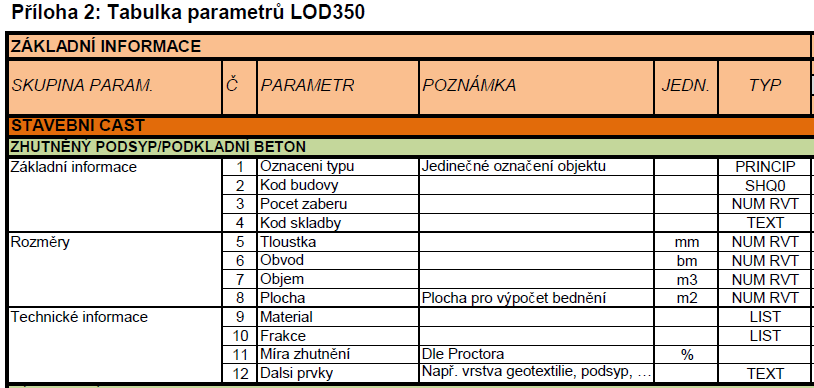 Příloha 2: Tabulka parametrů LOD350
ZÁKLADNÍ INFORMACE
SKUPINA PARAM. Č PARAMETR POZNÁMKA JEDN. TYP
STAVEBNI CAST
ZHUTNĚNÝ PODSYP/PODKLADNÍ BETON
Základní informace 1 Oznaceni typu Jedinečné označení objektu PRINCIP
2 Kod budovy SHQ0
3 Pocet zaberu NUM RVT
4 Kod skladby TEXT
Rozměry 5 Tloustka mm NUM RVT
6 Obvod bm NUM RVT
7 Objem m3 NUM RVT
8 Plocha Plocha pro výpočet bednění m2 NUM RVT
Technické informace 9 Material LIST
10 Frakce LIST
11 Míra zhutnění Dle Proctora %
12 Dalsi prvky Např. vrstva geotextilie, podsyp, … TEXT